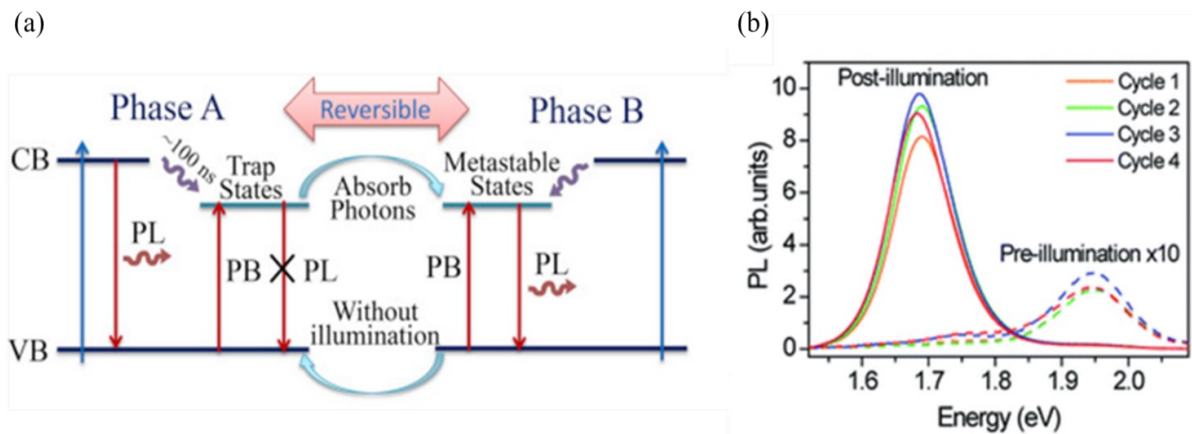 (a)
Phase A
Reversible
Phase B
CB
~100 ns
Trap
States
Absorb
Photons
Metastable
States
PL
PB
PL
PB
PL
Without
illumination
VB
(b)
Post-illumination
Cycle 1
Cycle 2
Cycle 3
Cycle 4
Pre-illumination x10
PL (arb.units)
10
8
6
4
2
0
1.6 1.7 1.8 1.9 2.0
Energy (eV)